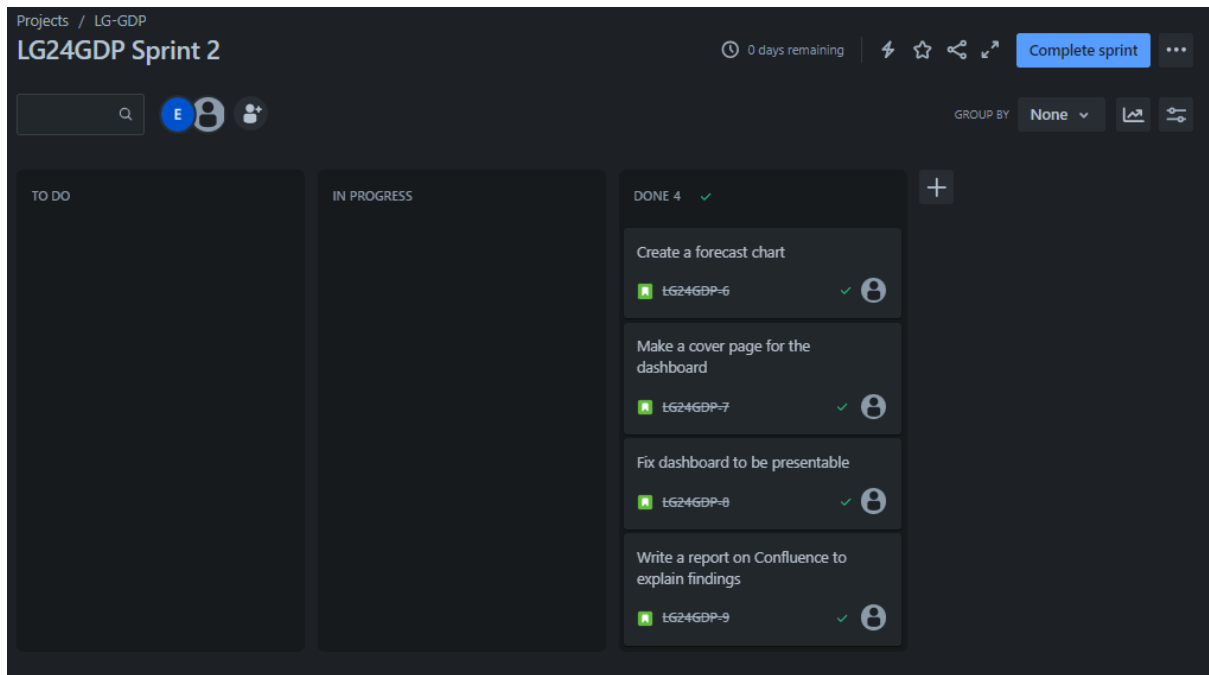 Projects / LG-GDP
LG24GDP Sprint 2
0 days remaining
Complete sprint
E
GROUP BY
None
TO DO
IN PROGRESS
DONE 4
Create a forecast chart
LG24GDP-6
Make a cover page for the
dashboard
LG24GDP-7
Fix dashboard to be presentable
LG24GDP-8
Write a report on Confluence to
explain findings
LG24GDP-9